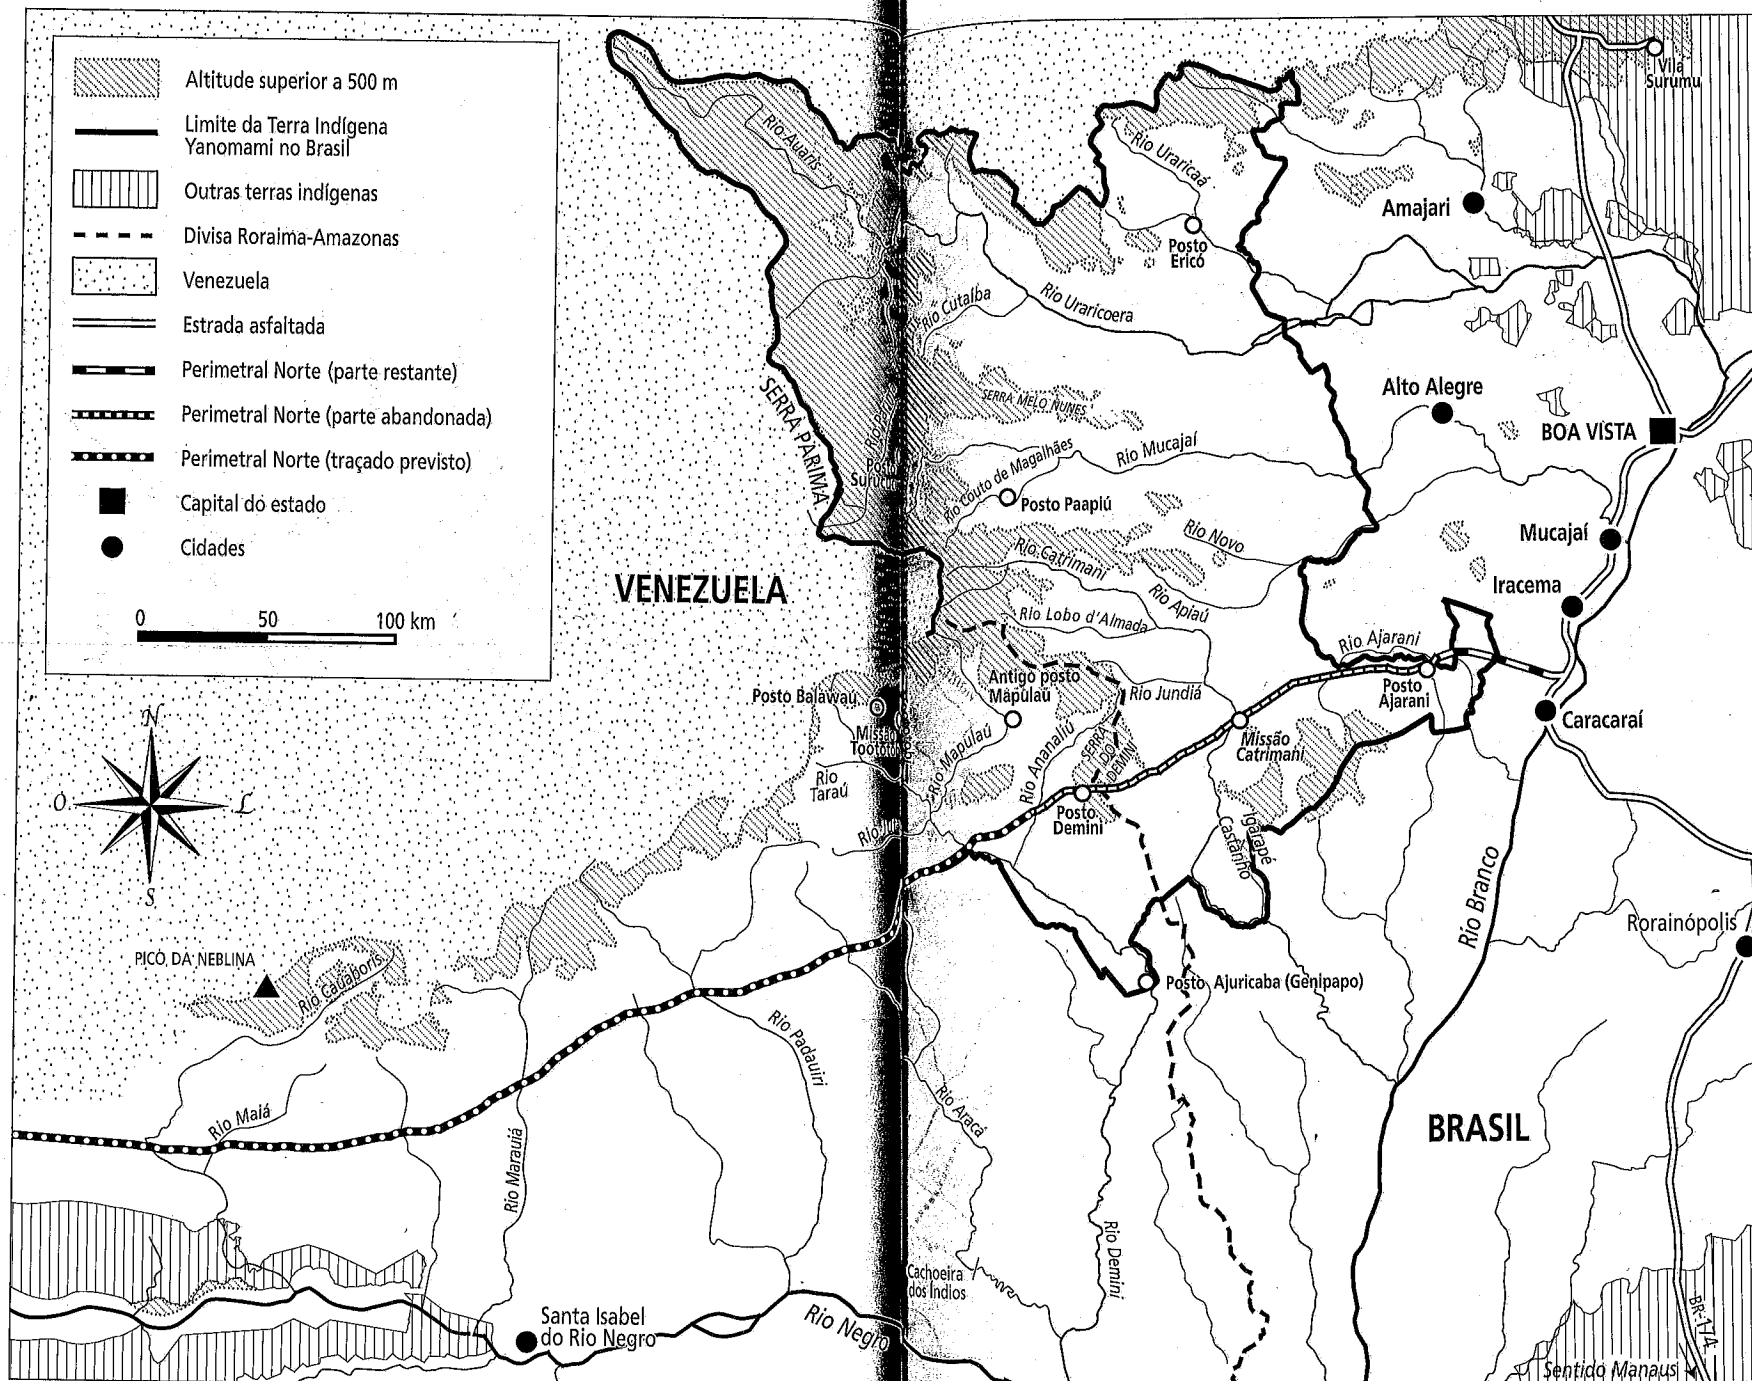 Altitude superior a 500 m
Limite da Terra Indígena
Yanomami no Brasil
Outras terras indígenas
Divisa Roraima-Amazonas
Venezuela
Estrada asfaltada
Perimetral Norte (parte restante)
Perimetral Norte (parte abandonada)
Perimetral Norte (traçado previsto)
Capital do estado
Cidades
0 50 100 km
N
O
L
S
Vila
Surumu
Rio Auaris
Rio Uraricaá
Amajari
Posto
Ericó
Rio Cutaíba
Rio Uraricoera
SERRA PARIMA
SERRA MELO NUNES
Alto Alegre
BOA VISTA
Rio Mucajaí
Rio Couto de Magalhães
Posto Paapiú
Rio Novo
Mucajaí
Rio Catrimani
VENEZUELA
Rio Apiaú
Iracema
Rio Lobo d'Almada
Rio Ajarani
Posto Balawaú
Antigo posto
Mapulaú
Rio Jundiá
Posto
Ajarani
Caracaraí
Rio Mapulaú
Rio Ananaliú
SERRA
DO
DEMINI
Missão
Catrimani
Rio
Taraú
Posto
Demini
Igarapé
Castanho
Rio Branco
Rorainópolis
PICO DA NEBLINA
Rio Cauaboris
Posto Ajuricaba (Genipapo)
Rio Padauiri
Rio Maiá
Rio Marauiá
Rio Aracá
BRASIL
Rio Demini
Cachoeira
dos Índios
Santa Isabel
do Rio Negro
Rio Negro
BR-174
Sentido Manaus